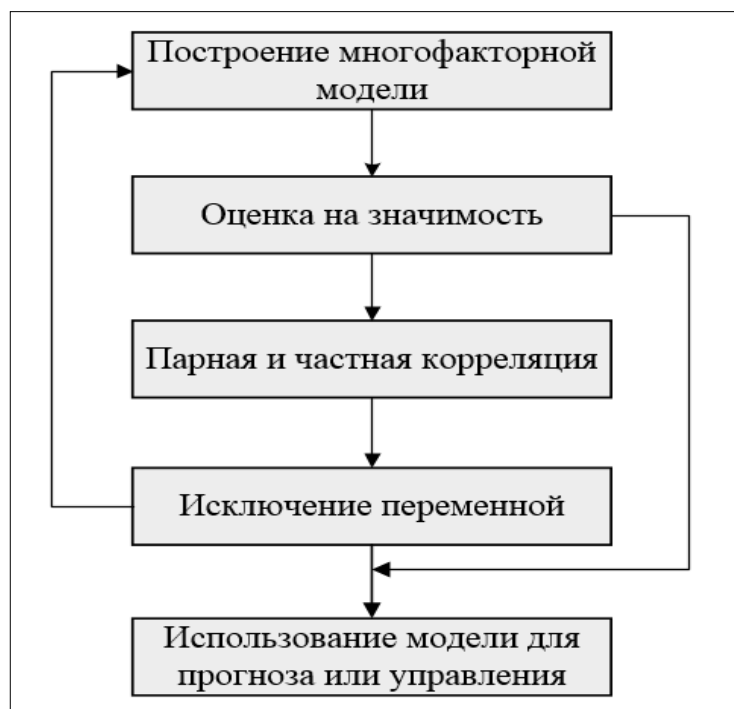 Построение многофакторной
модели
Оценка на значимость
Парная и частная корреляция
Исключение переменной
Использование модели для
прогноза или управления